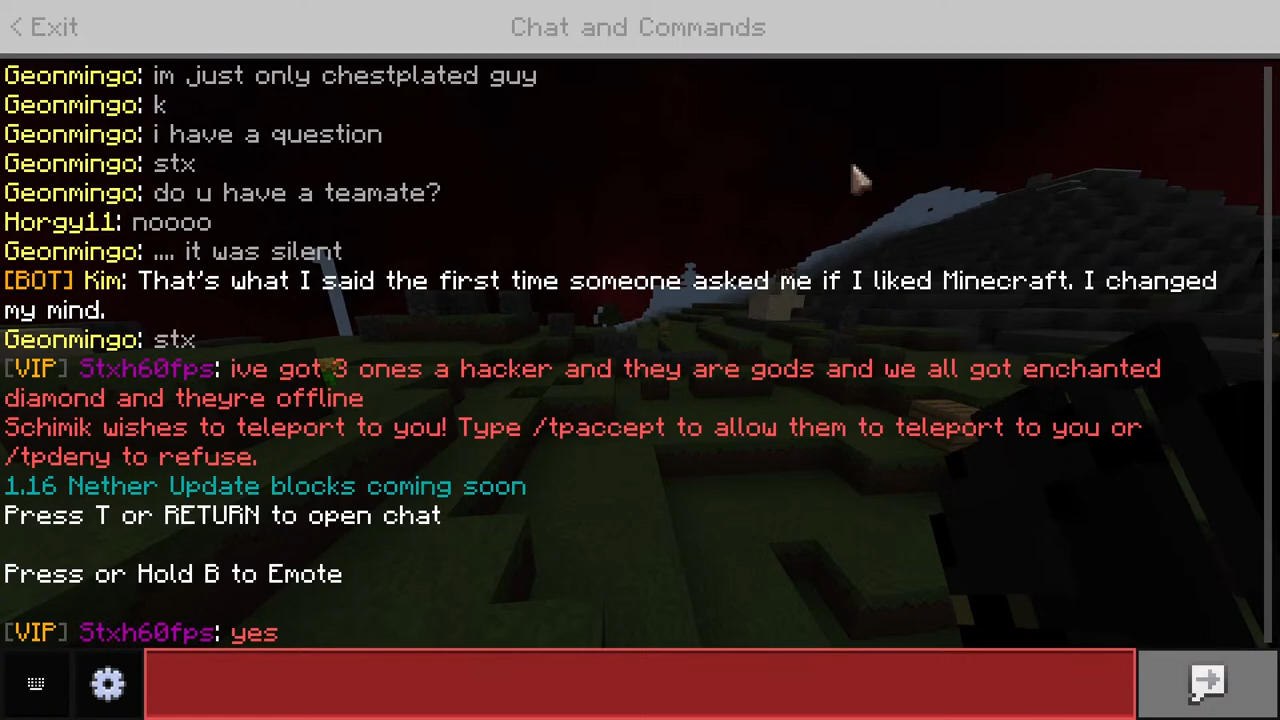 < Exit
Chat and Commands
Geonmingo: im just only chestplated guy
Geonmingo: k
Geonmingo: i have a question
Geonmingo: stx
Geonmingo: do u have a teamate?
Horgy11: noooo
Geonmingo: .... it was silent
[BOT] Kim: That's what I said the first time someone asked me if I liked Minecraft. I changed
my mind.
Geonmingo: stx
[VIP] Stxh60fps: ive got 3 ones a hacker and they are gods and we all got enchanted
diamond and theyre offline
Schimik wishes to teleport to you! Type /tpaccept to allow them to teleport to you or
/tpdeny to refuse.
1.16 Nether Update blocks coming soon
Press T or RETURN to open chat
Press or Hold B to Emote
[VIP] Stxh60fps: yes